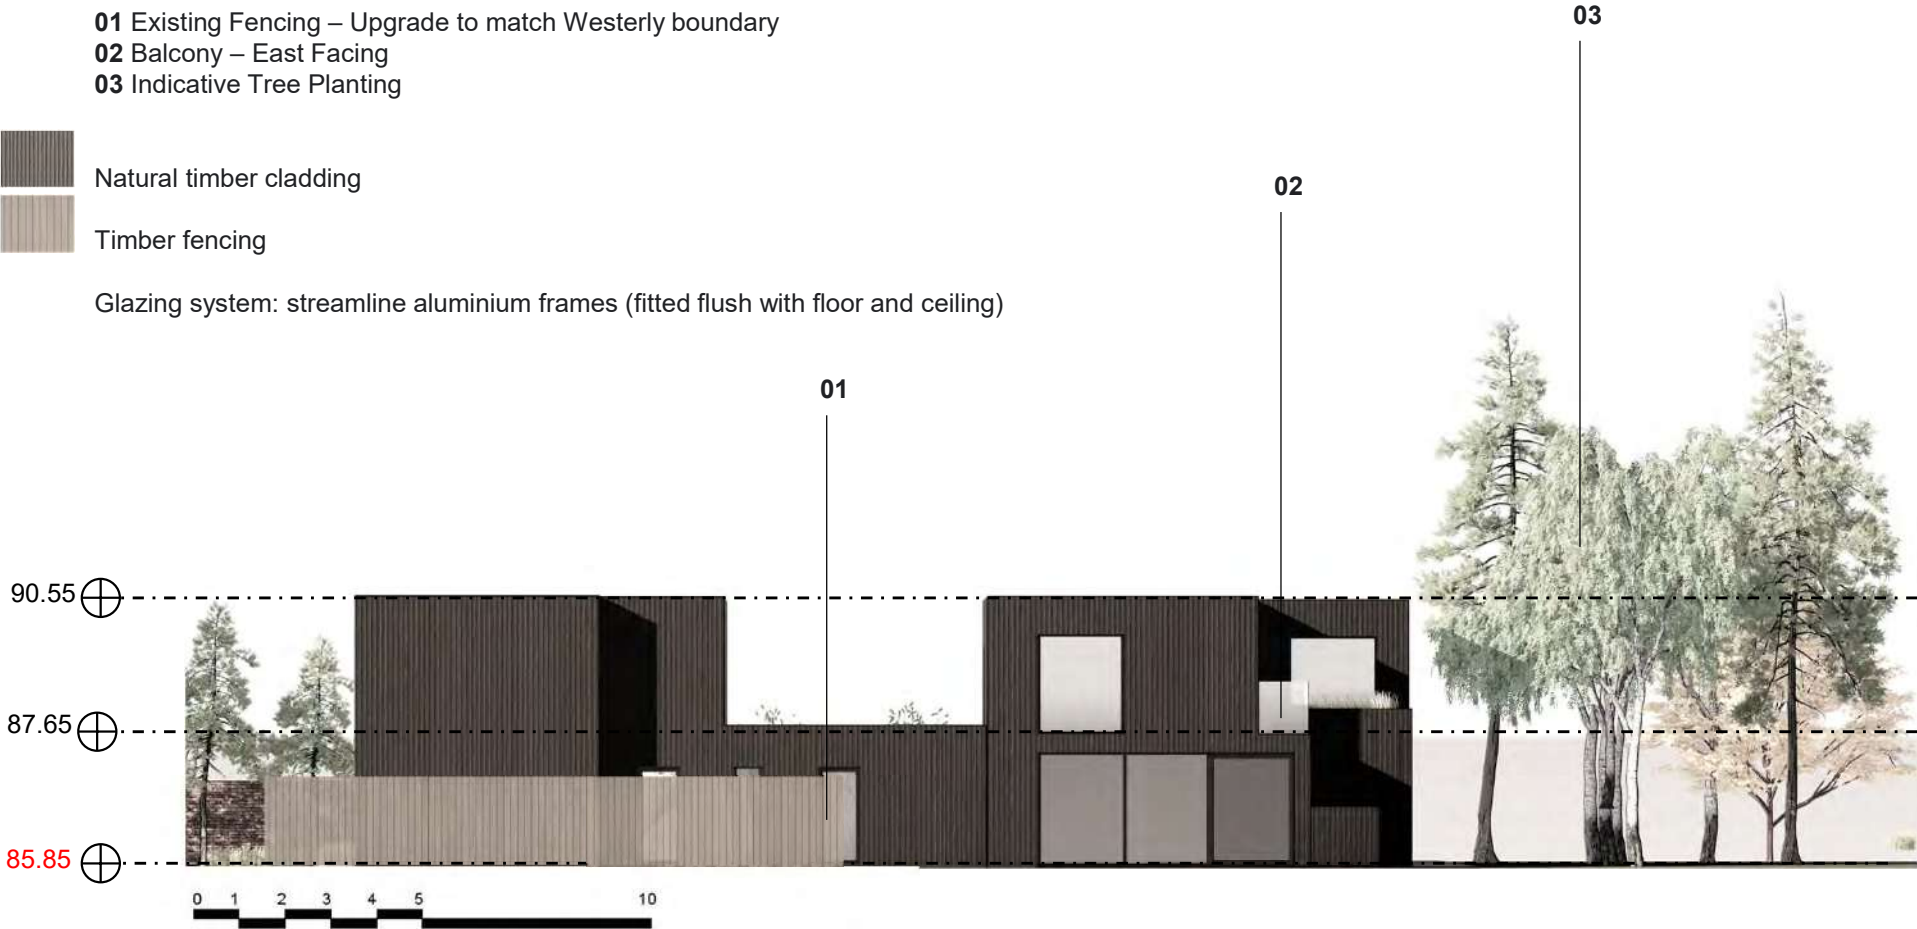 01 Existing Fencing – Upgrade to match Westerly boundary
02 Balcony – East Facing
03 Indicative Tree Planting
Natural timber cladding
Timber fencing
Glazing system: streamline aluminium frames (fitted flush with floor and ceiling)
03
02
01
90.55
87.65
85.85
0 1 2 3 4 5 10